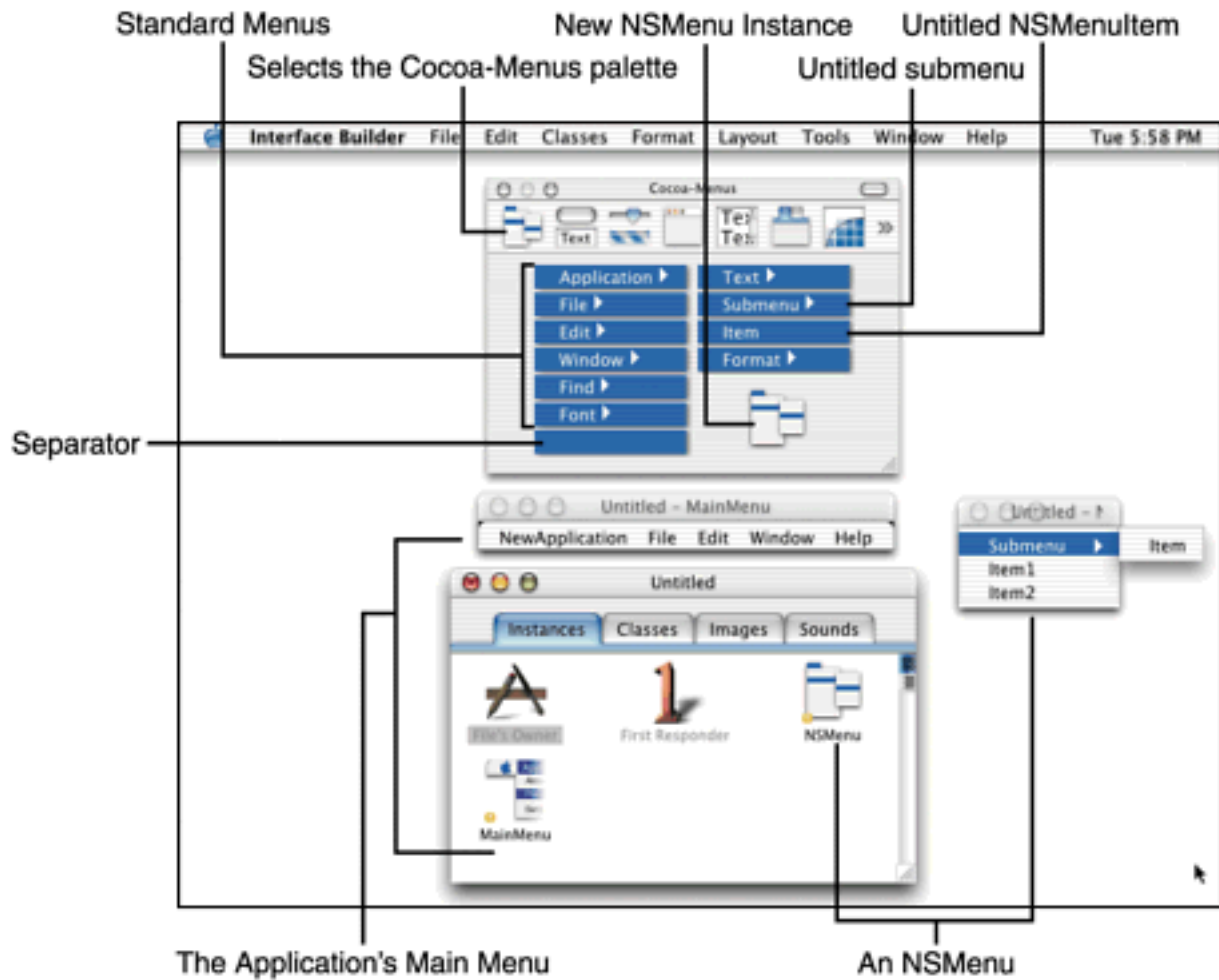 Standard Menus
New NSMenu Instance
Untitled NSMenuItem
Selects the Cocoa-Menus palette
Untitled submenu
Interface Builder File Edit Classes Format Layout Tools Window Help Tue 5:58 PM
Cocoa-Menus
Text
Application
Text
File
Submenu
Edit
Item
Window
Format
Find
Font
Separator
Untitled - MainMenu
NewApplication File Edit Window Help
Untitled
Instances Classes Images Sounds
File's Owner
First Responder
NSMenu
MainMenu
Submenu
Item
Item1
Item2
The Application's Main Menu
An NSMenu